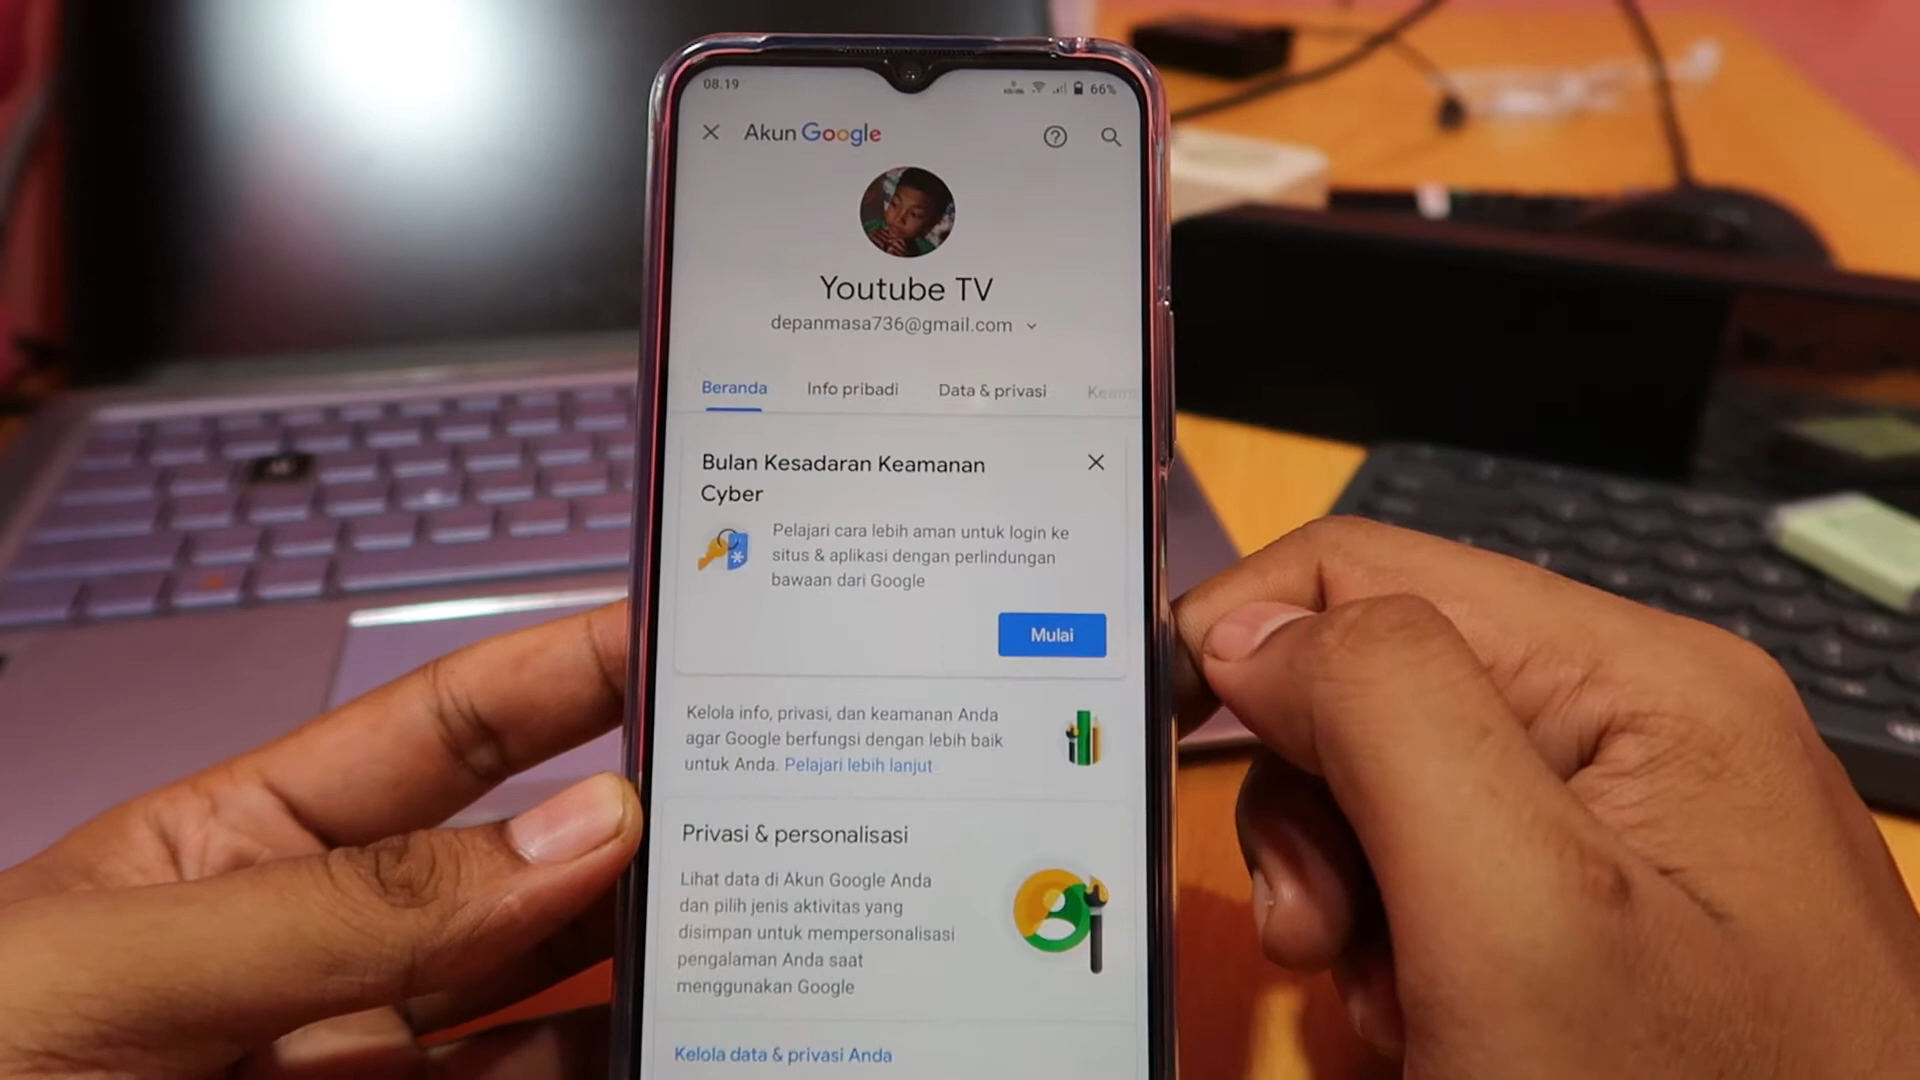 08.19
66%
Akun Google
Youtube TV
depanmasa736@gmail.com
Beranda Info pribadi Data & privasi
Bulan Kesadaran Keamanan
Cyber
Pelajari cara lebih aman untuk login ke
situs & aplikasi dengan perlindungan
bawaan dari Google
Mulai
Kelola info, privasi, dan keamanan Anda
agar Google berfungsi dengan lebih baik
untuk Anda. Pelajari lebih lanjut
Privasi & personalisasi
Lihat data di Akun Google Anda
dan pilih jenis aktivitas yang
disimpan untuk mempersonalisasi
pengalaman Anda saat
menggunakan Google
Kelola data & privasi Anda